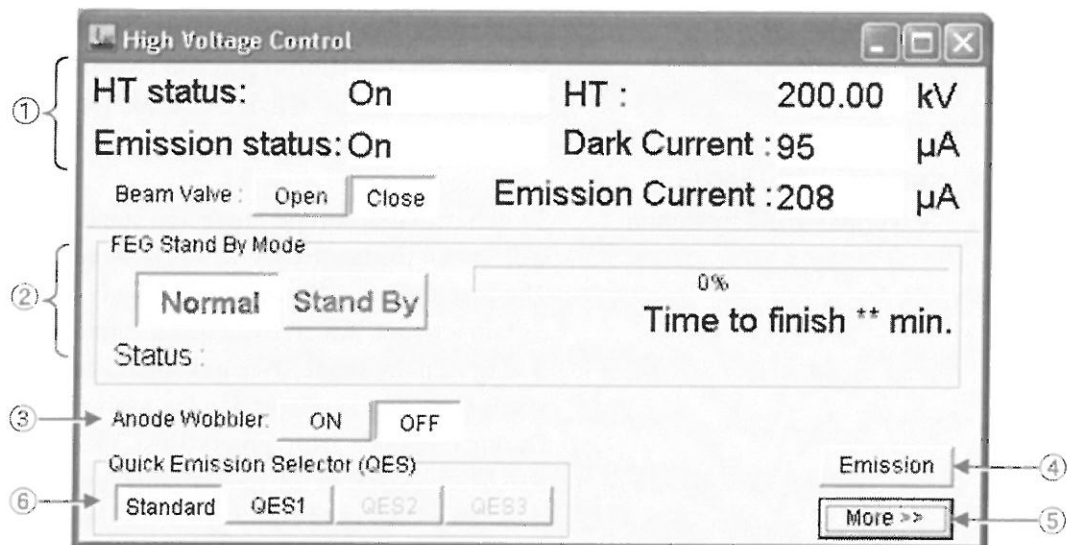 High Voltage Control
①
HT status: On HT : 200.00 kV
Emission status: On Dark Current : 95 µA
Beam Valve : Open Close Emission Current : 208 µA
②
FEG Stand By Mode
Normal Stand By 0%
Time to finish ** min.
Status :
③ Anode Wobbler: ON OFF
Quick Emission Selector (QES)
Emission ④
⑥ Standard QES1 QES2 QES3
More >> ⑤